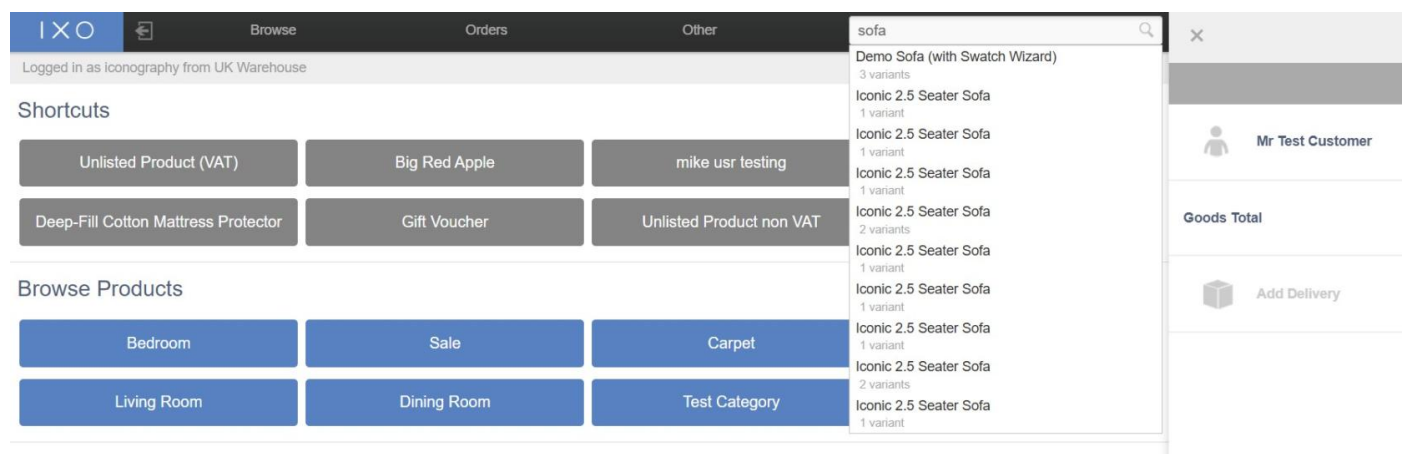 IXO Browse Orders Other sofa
Logged in as iconography from UK Warehouse
Shortcuts
Unlisted Product (VAT) Big Red Apple mike usr testing
Deep-Fill Cotton Mattress Protector Gift Voucher Unlisted Product non VAT
Browse Products
Bedroom Sale Carpet
Living Room Dining Room Test Category
Demo Sofa (with Swatch Wizard)
3 variants
Iconic 2.5 Seater Sofa
1 variant
Iconic 2.5 Seater Sofa
1 variant
Iconic 2.5 Seater Sofa
1 variant
Iconic 2.5 Seater Sofa
2 variants
Iconic 2.5 Seater Sofa
1 variant
Iconic 2.5 Seater Sofa
1 variant
Iconic 2.5 Seater Sofa
1 variant
Iconic 2.5 Seater Sofa
2 variants
Iconic 2.5 Seater Sofa
1 variant
Mr Test Customer
Goods Total
Add Delivery